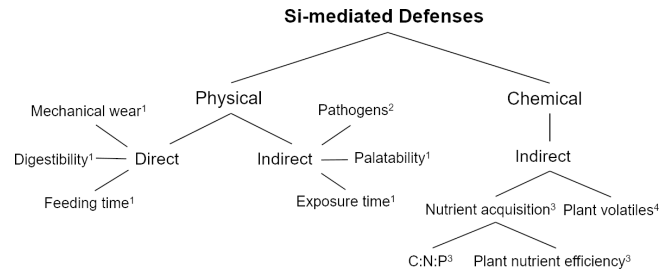 Si-mediated Defenses
Physical
Chemical
Mechanical wear¹
Pathogens²
Digestibility¹
Direct
Indirect
Palatability¹
Indirect
Feeding time¹
Exposure time¹
Nutrient acquisition³
Plant volatiles⁴
C:N:P³
Plant nutrient efficiency³